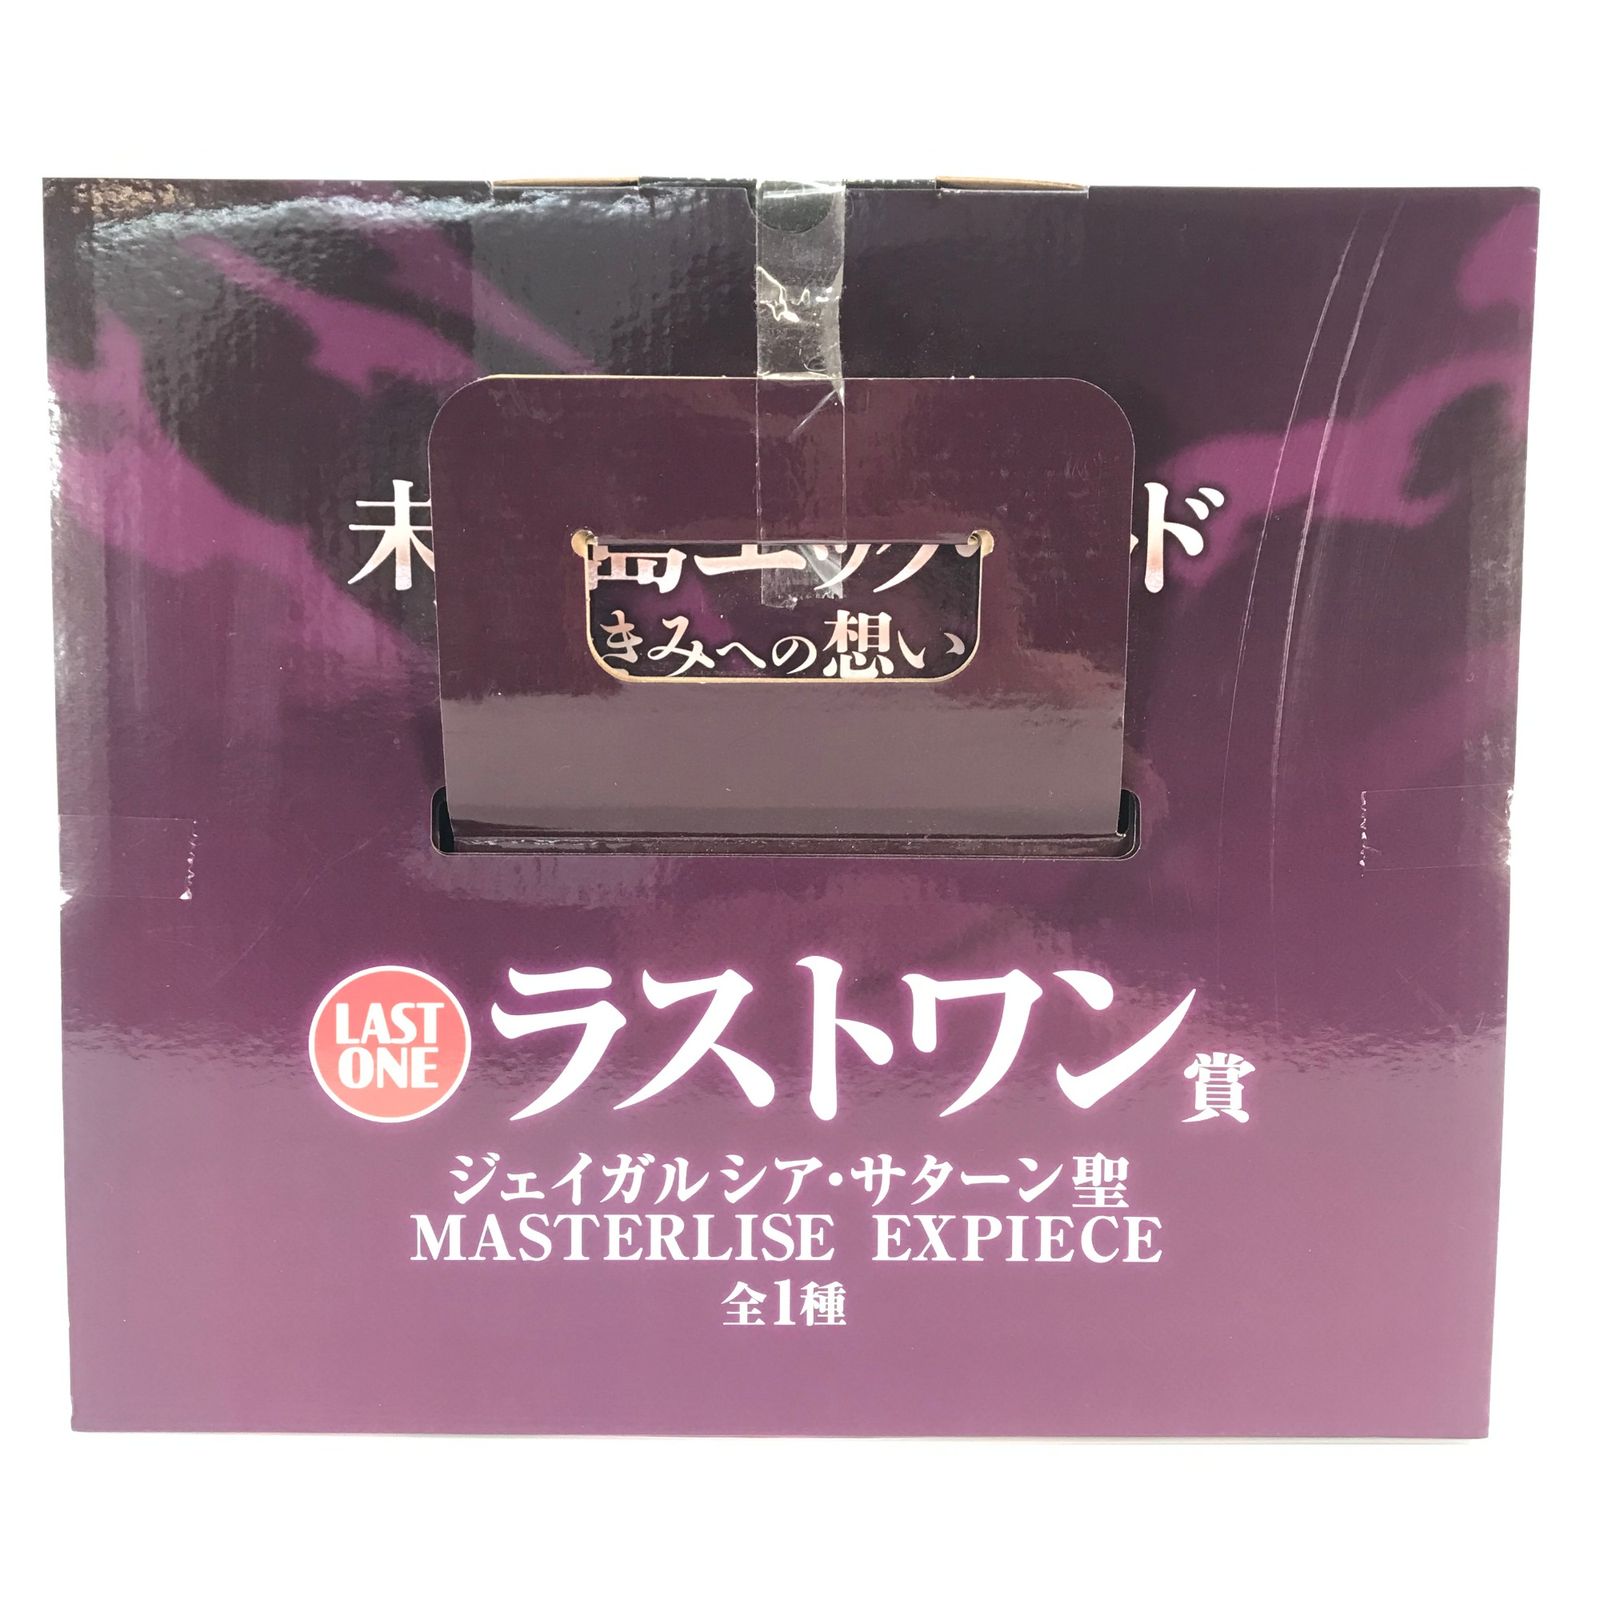 未 ド
きみへの想い
LAST
ONE
ラストワン賞
ジェイガルシア・サターン聖
MASTERLISE EXPIECE
全1種